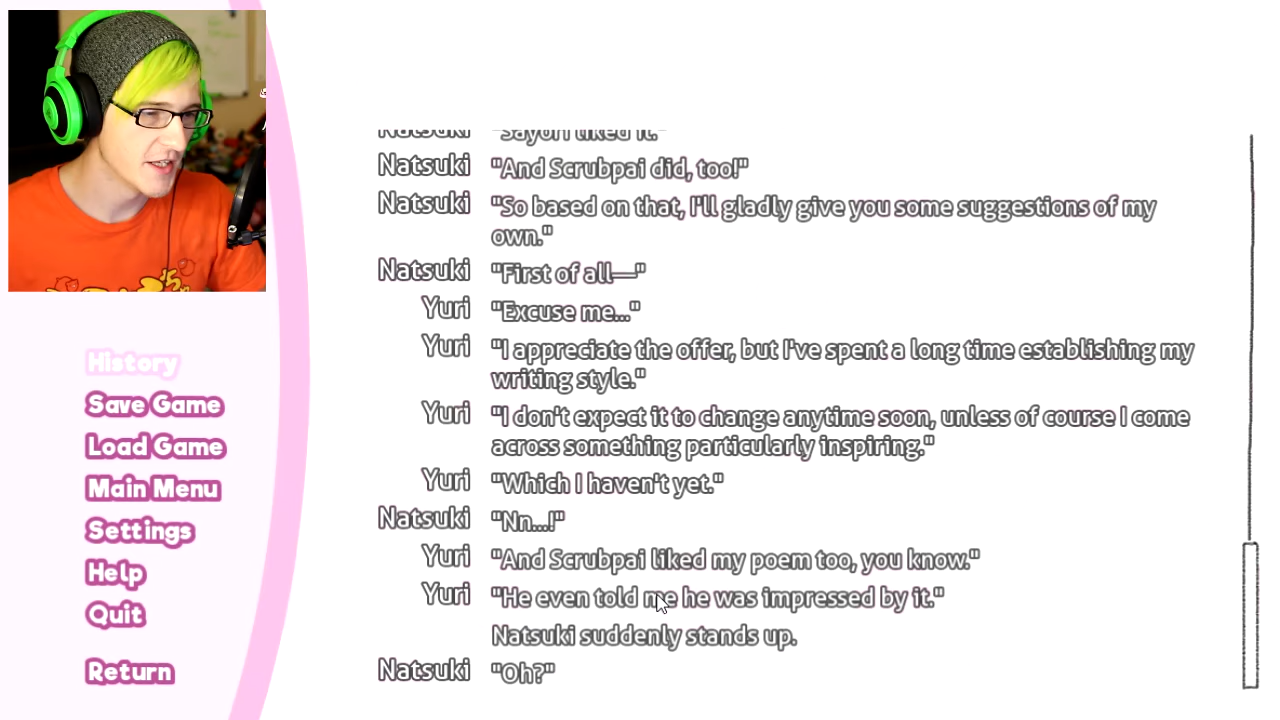 Natsuki "Sayori liked it."
Natsuki "And Scrubpai did, too!"
Natsuki "So based on that, I'll gladly give you some suggestions of my
own."
Natsuki "First of all—"
Yuri "Excuse me..."
Yuri "I appreciate the offer, but I've spent a long time establishing my
writing style."
Yuri "I don't expect it to change anytime soon, unless of course I come
across something particularly inspiring."
Yuri "Which I haven't yet."
Natsuki "Nn...!"
Yuri "And Scrubpai liked my poem too, you know."
Yuri "He even told me he was impressed by it."
Natsuki suddenly stands up.
Natsuki "Oh?"
History
Save Game
Load Game
Main Menu
Settings
Help
Quit
Return